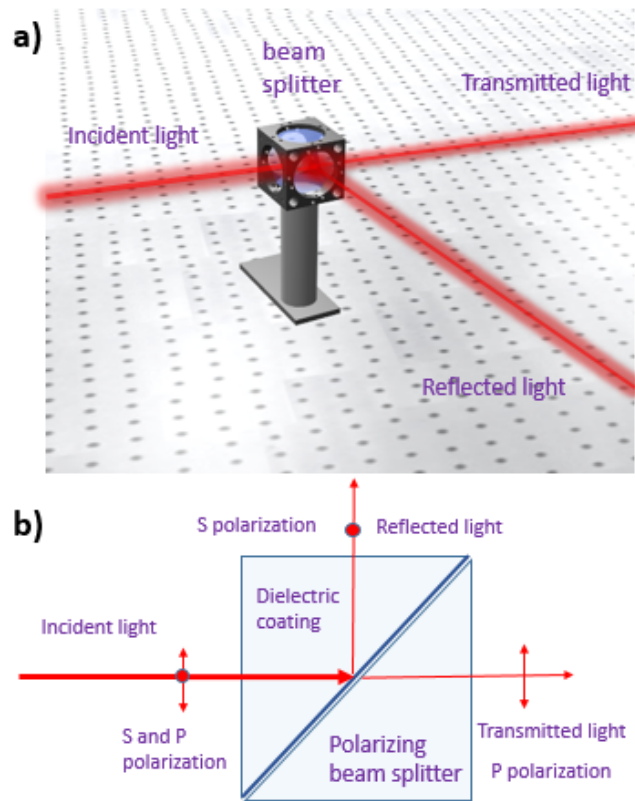 a)
beam
splitter
Transmitted light
Incident light
Reflected light
b)
S polarization
Reflected light
Dielectric
coating
Incident light
S and P
polarization
Polarizing
beam splitter
Transmitted light
P polarization